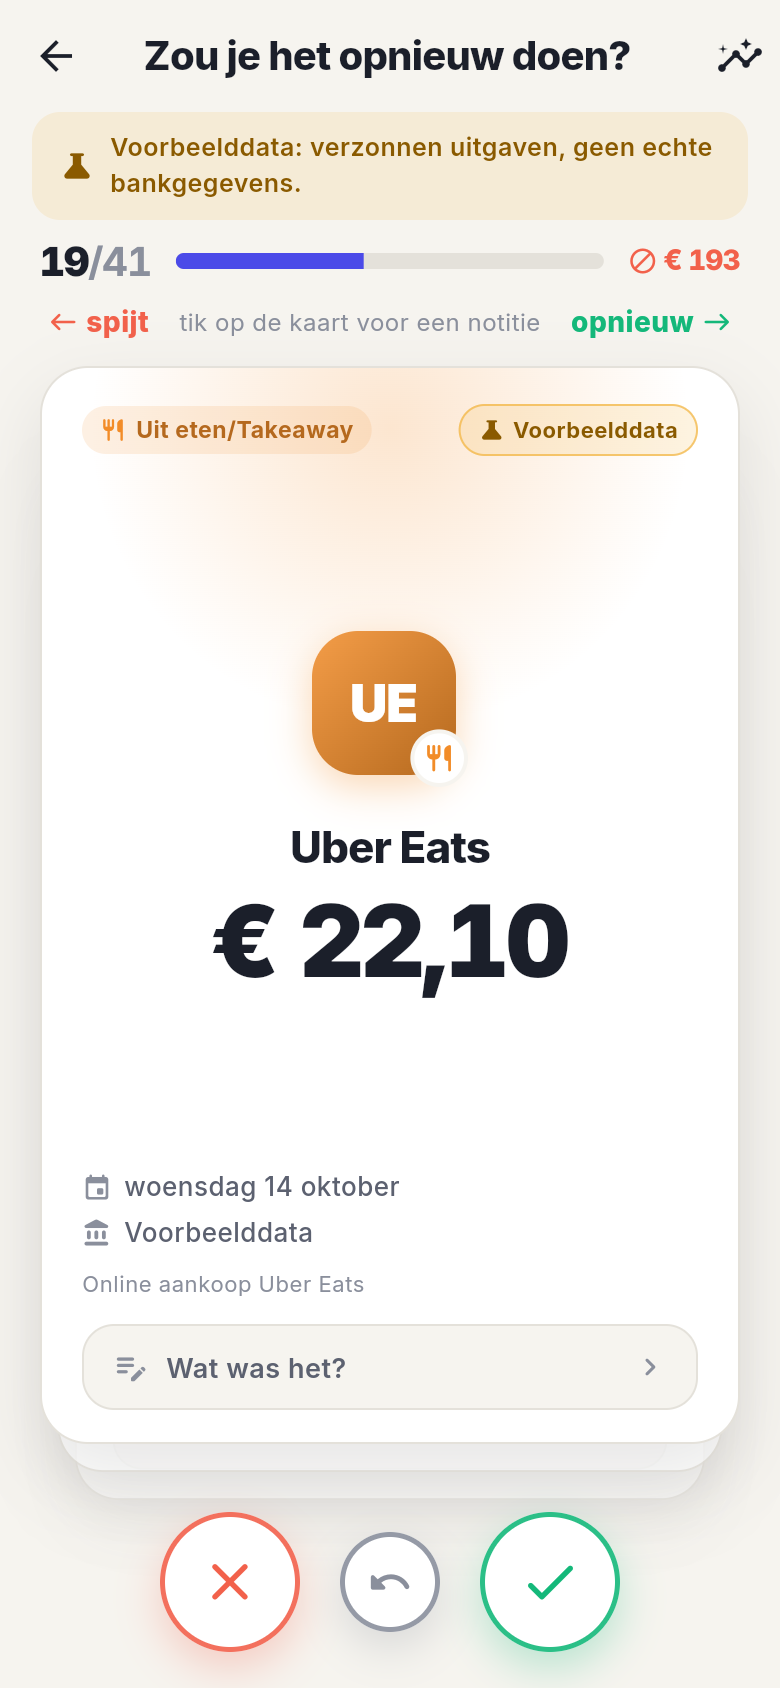 Zou je het opnieuw doen?
Voorbeelddata: verzonnen uitgaven, geen echte
bankgegevens.
19/41
€ 193
← spijt
tik op de kaart voor een notitie
opnieuw →
Uit eten/Takeaway
Voorbeelddata
UE
Uber Eats
€ 22,10
woensdag 14 oktober
Voorbeelddata
Online aankoop Uber Eats
Wat was het?